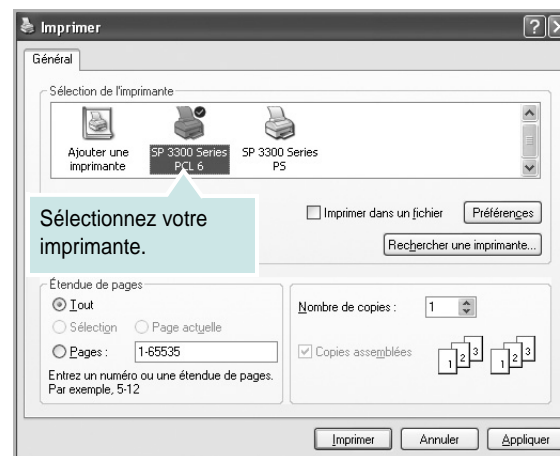 Imprimer
Général
Sélection de l'imprimante
Ajouter une
imprimante
SP 3300 Series
PCL 6
SP 3300 Series
PS
Sélectionnez votre
imprimante.
Imprimer dans un fichier
Préférences
Rechercher une imprimante...
Étendue de pages
Tout
Sélection
Page actuelle
Pages :
1-65535
Entrez un numéro ou une étendue de pages.
Par exemple, 5-12
Nombre de copies :
1
Copies assemblées
1 2 3
1 2 3
Imprimer
Annuler
Appliquer